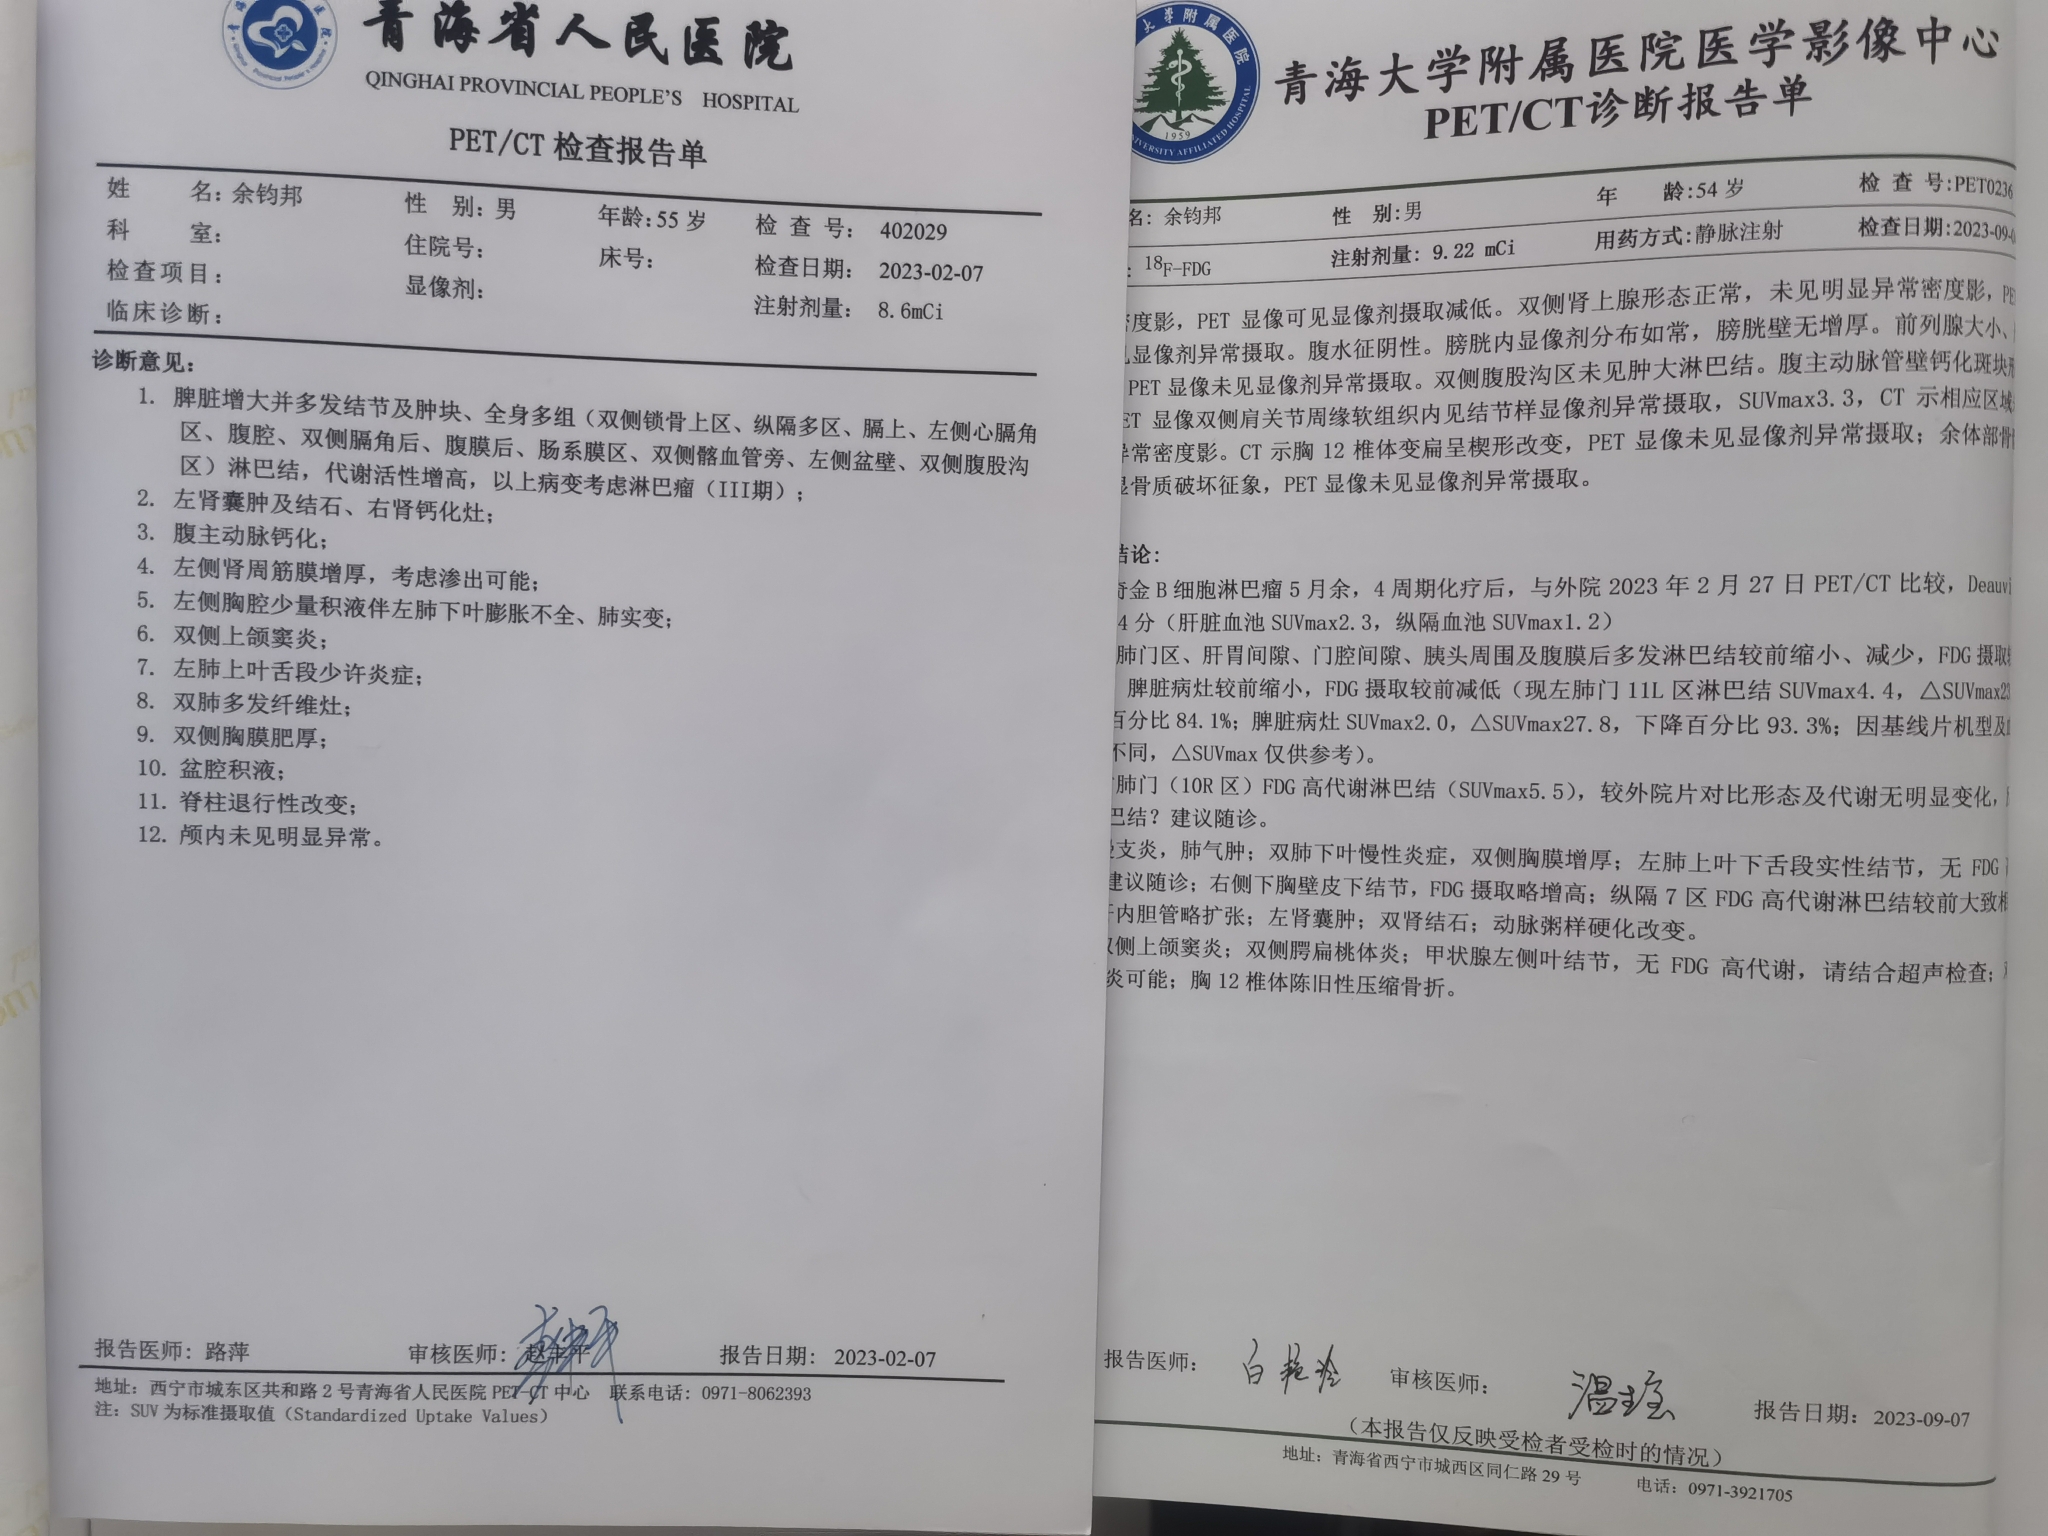 青海省人民医院
QINGHAI PROVINCIAL PEOPLE'S HOSPITAL
PET/CT 检查报告单
姓 名: 余钧邦 性 别: 男 年龄: 55 岁 检 查 号: 402029
科 室: 住院号: 床号: 检查日期: 2023-02-07
检查项目: 显像剂: 注射剂量: 8.6mCi
临床诊断:
诊断意见:
1. 脾脏增大并多发结节及肿块、全身多组（双侧锁骨上区、纵隔多区、膈上、左侧心膈角
区、腹腔、双侧膈角后、腹膜后、肠系膜区、双侧髂血管旁、左侧盆壁、双侧腹股沟
区）淋巴结，代谢活性增高，以上病变考虑淋巴瘤（III期）;
2. 左肾囊肿及结石、右肾钙化灶;
3. 腹主动脉钙化;
4. 左侧肾周筋膜增厚，考虑渗出可能;
5. 左侧胸腔少量积液伴左肺下叶膨胀不全、肺实变;
6. 双侧上颌窦炎;
7. 左肺上叶舌段少许炎症;
8. 双肺多发纤维灶;
9. 双侧胸膜肥厚;
10. 盆腔积液;
11. 脊柱退行性改变;
12. 颅内未见明显异常。
报告医师: 路萍 审核医师: 报告日期: 2023-02-07
地址: 西宁市城东区共和路 2 号青海省人民医院 PET-CT 中心 联系电话: 0971-8062393
注: SUV 为标准摄取值（Standardized Uptake Values）
大学附属医院
1959
UNIVERSITY AFFILIATED HOSPITAL
青海大学附属医院医学影像中心
PET/CT诊断报告单
名: 余钧邦 性 别:男 年 龄:54 岁 检 查 号:PET0236
: 18F-FDG 注射剂量: 9.22 mCi 用药方式:静脉注射 检查日期:2023-09-0
度影，PET 显像可见显像剂摄取减低。双侧肾上腺形态正常，未见明显异常密度影，PE
显像剂异常摄取。腹水征阴性。膀胱内显像剂分布如常，膀胱壁无增厚。前列腺大小、
PET 显像未见显像剂异常摄取。双侧腹股沟区未见肿大淋巴结。腹主动脉管壁钙化斑块
ET 显像双侧肩关节周缘软组织内见结节样显像剂异常摄取，SUVmax3.3，CT 示相应区域
异常密度影。CT 示胸 12 椎体变扁呈楔形改变，PET 显像未见显像剂异常摄取；余体部骨
骨质破坏征象，PET 显像未见显像剂异常摄取。
结论:
奇金 B 细胞淋巴瘤 5 月余，4 周期化疗后，与外院 2023 年 2 月 27 日 PET/CT 比较，Deauvi
4 分（肝脏血池 SUVmax2.3，纵隔血池 SUVmax1.2）
肺门区、肝胃间隙、门腔间隙、胰头周围及腹膜后多发淋巴结较前缩小、减少，FDG 摄取
脾脏病灶较前缩小，FDG 摄取较前减低（现左肺门 11L 区淋巴结 SUVmax4.4，△SUVmax23
百分比 84.1%；脾脏病灶 SUVmax2.0，△SUVmax27.8，下降百分比 93.3%；因基线片机型及
不同，△SUVmax 仅供参考）。
肺门（10R 区）FDG 高代谢淋巴结（SUVmax5.5），较外院片对比形态及代谢无明显变化，
巴结？建议随诊。
支炎，肺气肿；双肺下叶慢性炎症，双侧胸膜增厚；左肺上叶下舌段实性结节，无 FDG
建议随诊；右侧下胸壁皮下结节，FDG 摄取略增高；纵隔 7 区 FDG 高代谢淋巴结较前大致
内胆管略扩张；左肾囊肿；双肾结石；动脉粥样硬化改变。
双侧上颌窦炎；双侧腭扁桃体炎；甲状腺左侧叶结节，无 FDG 高代谢，请结合超声检查；
炎可能；胸 12 椎体陈旧性压缩骨折。
报告医师: 审核医师: 报告日期: 2023-09-07
（本报告仅反映受检者受检时的情况）
地址: 青海省西宁市城西区同仁路 29 号 电话: 0971-3921705